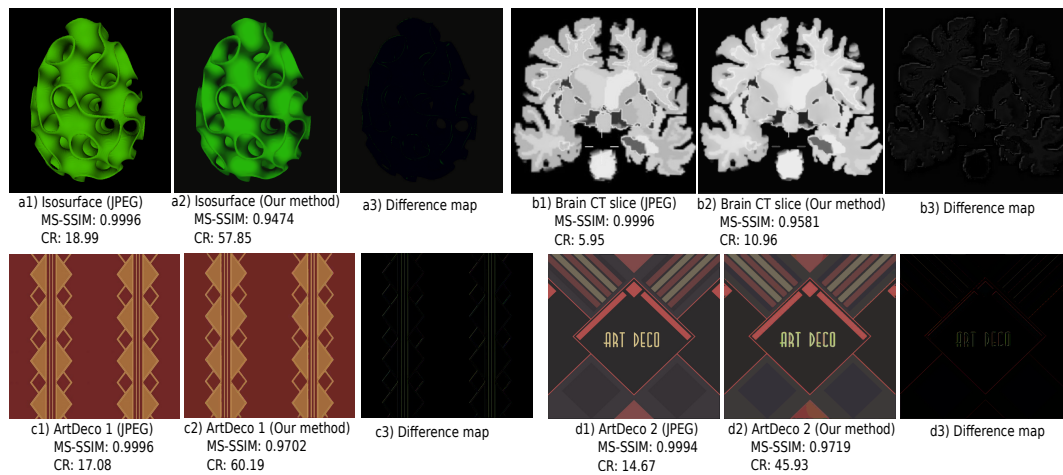 a1) Isosurface (JPEG)
MS-SSIM: 0.9996
CR: 18.99
a2) Isosurface (Our method)
MS-SSIM: 0.9474
CR: 57.85
a3) Difference map
b1) Brain CT slice (JPEG)
MS-SSIM: 0.9996
CR: 5.95
b2) Brain CT slice (Our method)
MS-SSIM: 0.9581
CR: 10.96
b3) Difference map
c1) ArtDeco 1 (JPEG)
MS-SSIM: 0.9996
CR: 17.08
c2) ArtDeco 1 (Our method)
MS-SSIM: 0.9702
CR: 60.19
c3) Difference map
ART DECO
d1) ArtDeco 2 (JPEG)
MS-SSIM: 0.9994
CR: 14.67
ART DECO
d2) ArtDeco 2 (Our method)
MS-SSIM: 0.9719
CR: 45.93
ART DECO
d3) Difference map